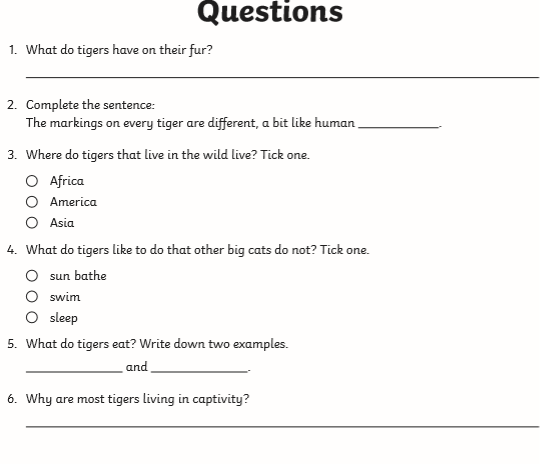 Questions
1. What do tigers have on their fur?
2. Complete the sentence:
The markings on every tiger are different, a bit like human ____________.
3. Where do tigers that live in the wild live? Tick one.
Africa
America
Asia
4. What do tigers like to do that other big cats do not? Tick one.
sun bathe
swim
sleep
5. What do tigers eat? Write down two examples.
______________ and ______________.
6. Why are most tigers living in captivity?